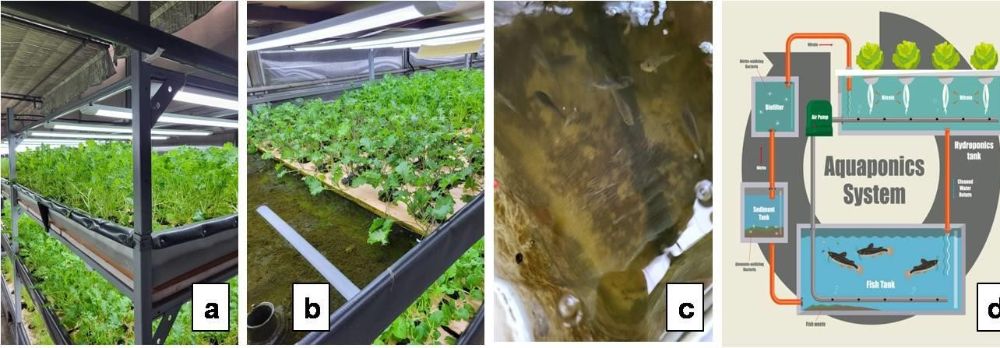 a
b
c
d
Nitrate
Nitrite-oxidizing
Bacteria
Biofilter
Air Pump
Nitrate
Nitrate
Hydroponics
tank
Aquaponics
System
Nitrite
Cleaned
Water
Return
Sediment
Tank
Ammonia-oxidizing
Bacteria
Fish Tank
Fish waste